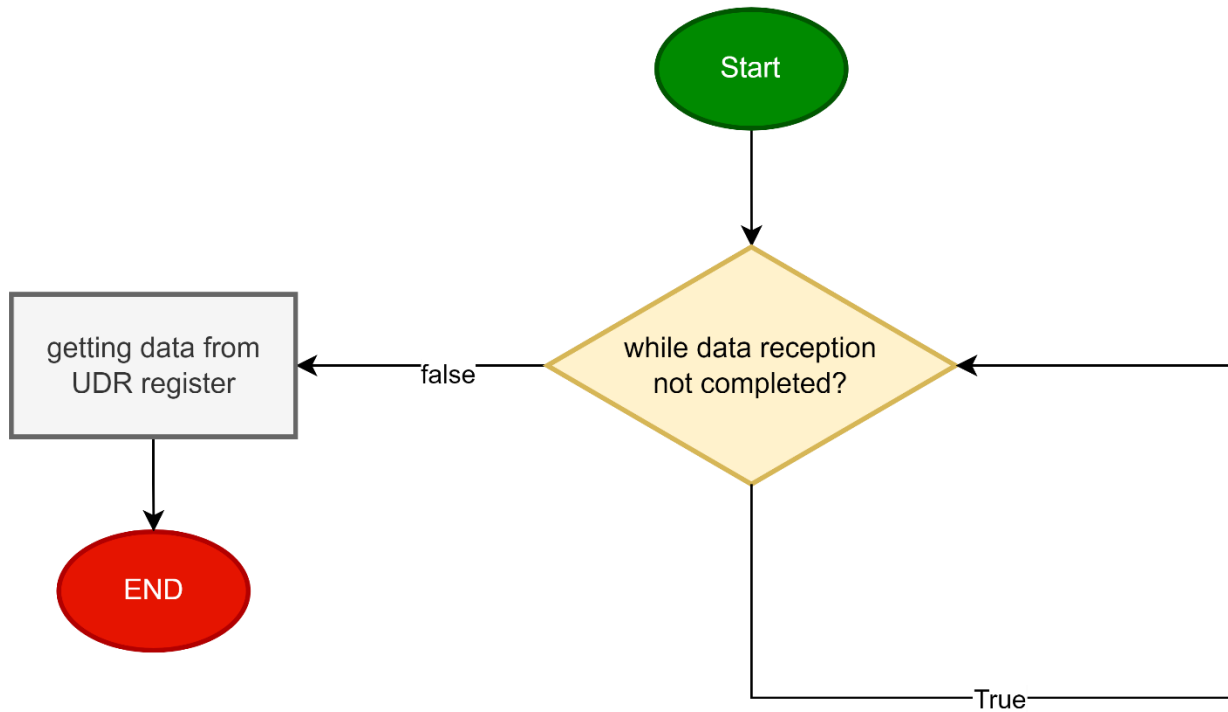 Start
while data reception
not completed?
false
getting data from
UDR register
END
True